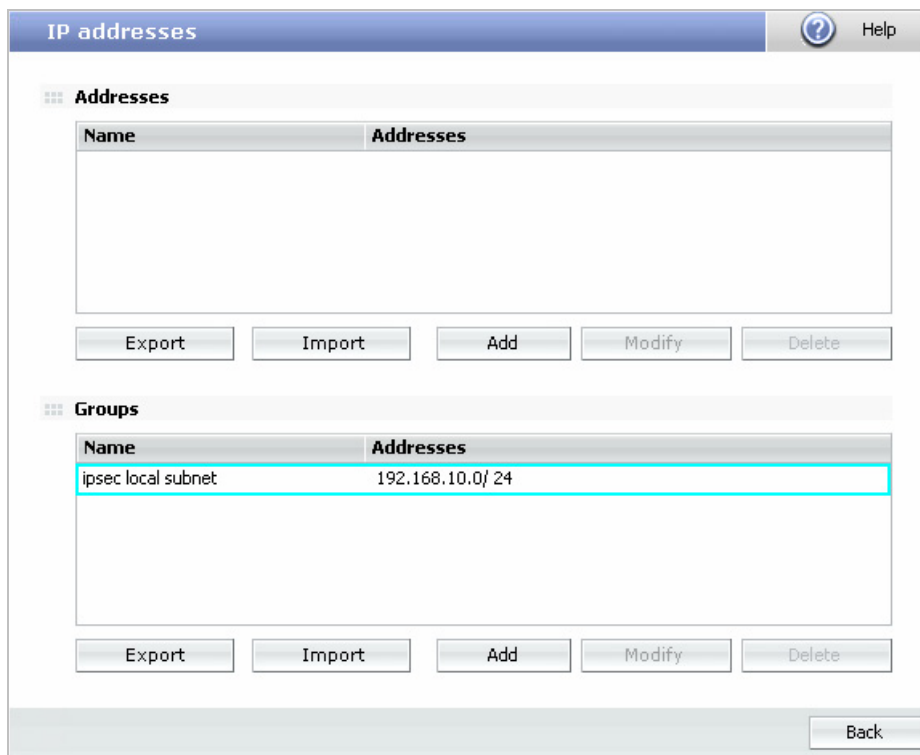 IP addresses
Help
Addresses
Name Addresses
Export Import Add Modify Delete
Groups
Name Addresses
ipsec local subnet 192.168.10.0/ 24
Export Import Add Modify Delete
Back